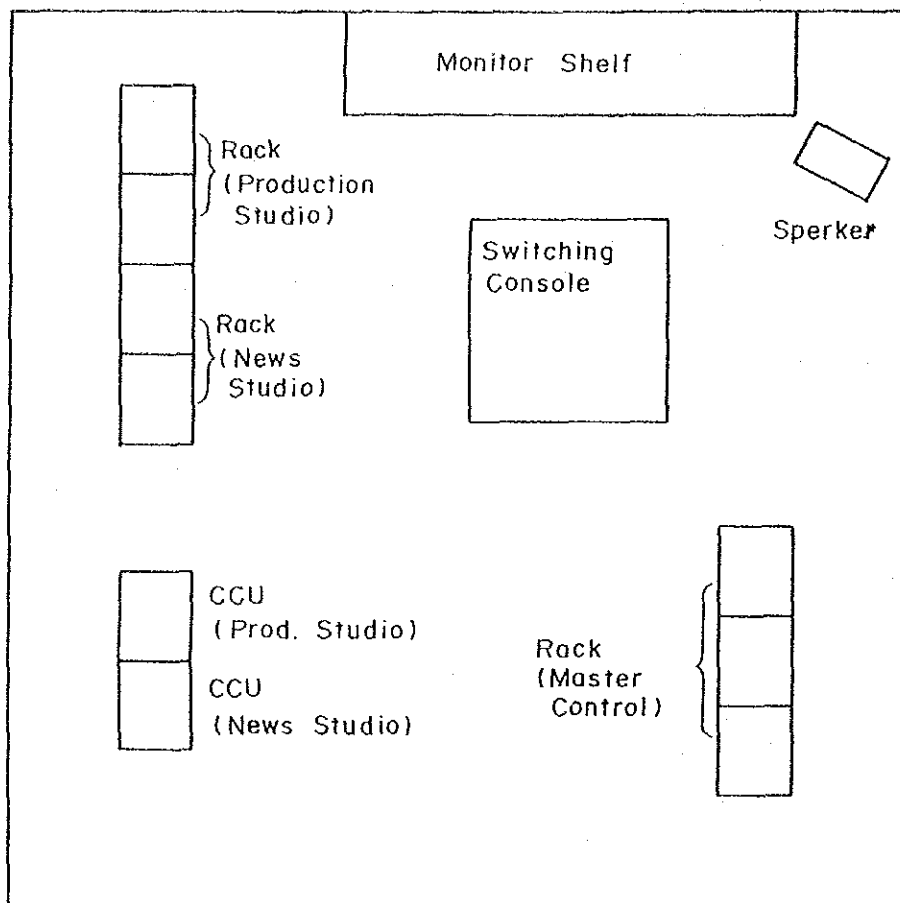 Monitor Shelf
Rack
(Production
Studio)
Sperker
Switching
Console
Rack
(News
Studio)
CCU
(Prod. Studio)
CCU
(News Studio)
Rack
(Master
Control)